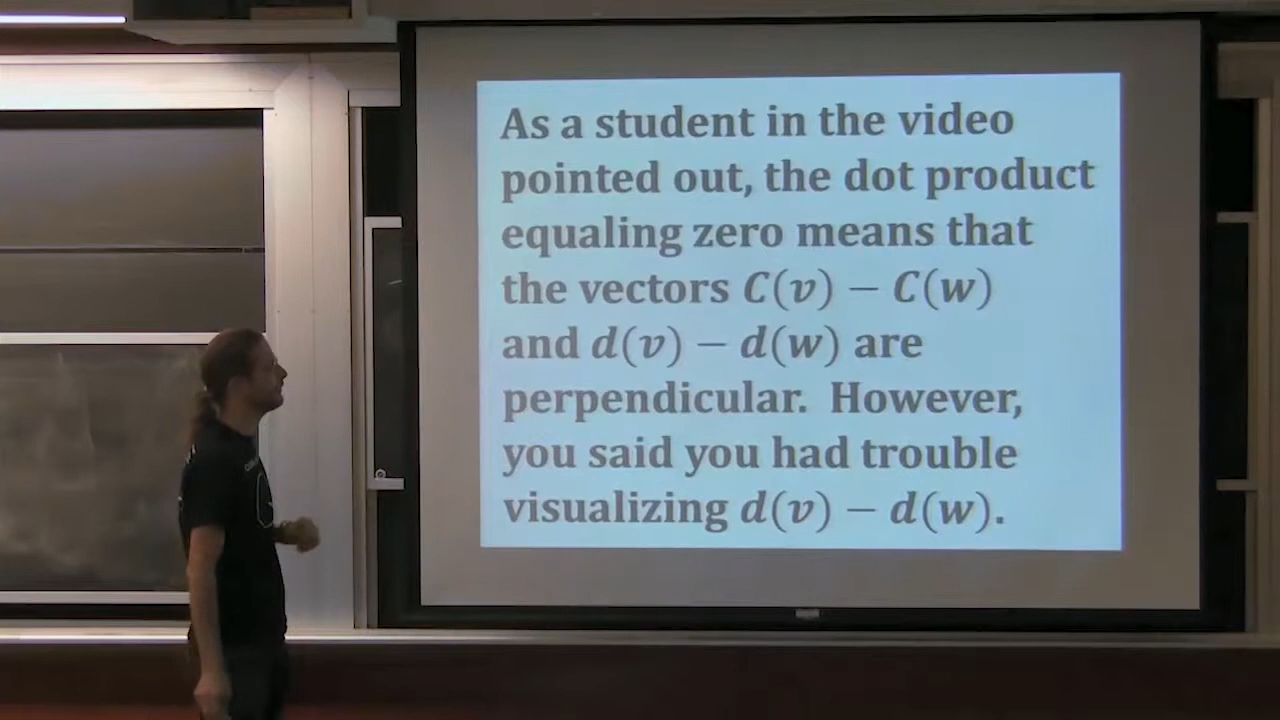 As a student in the video
pointed out, the dot product
equaling zero means that
the vectors C(v) − C(w)
and d(v) − d(w) are
perpendicular. However,
you said you had trouble
visualizing d(v) − d(w).